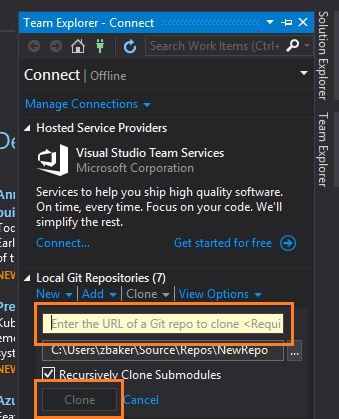 Team Explorer - Connect
Search Work Items (Ctrl+
Connect | Offline
Manage Connections
Hosted Service Providers
Visual Studio Team Services
Microsoft Corporation
Services to help you ship high quality software.
On time, every time. Focus on your code. We'll
simplify the rest.
Connect...
Get started for free
Local Git Repositories (7)
New | Add | Clone | View Options
Enter the URL of a Git repo to clone <Requi
C:\Users\zbaker\Source\Repos\NewRepo
...
Recursively Clone Submodules
Clone
Cancel
Solution Explorer
Team Explorer